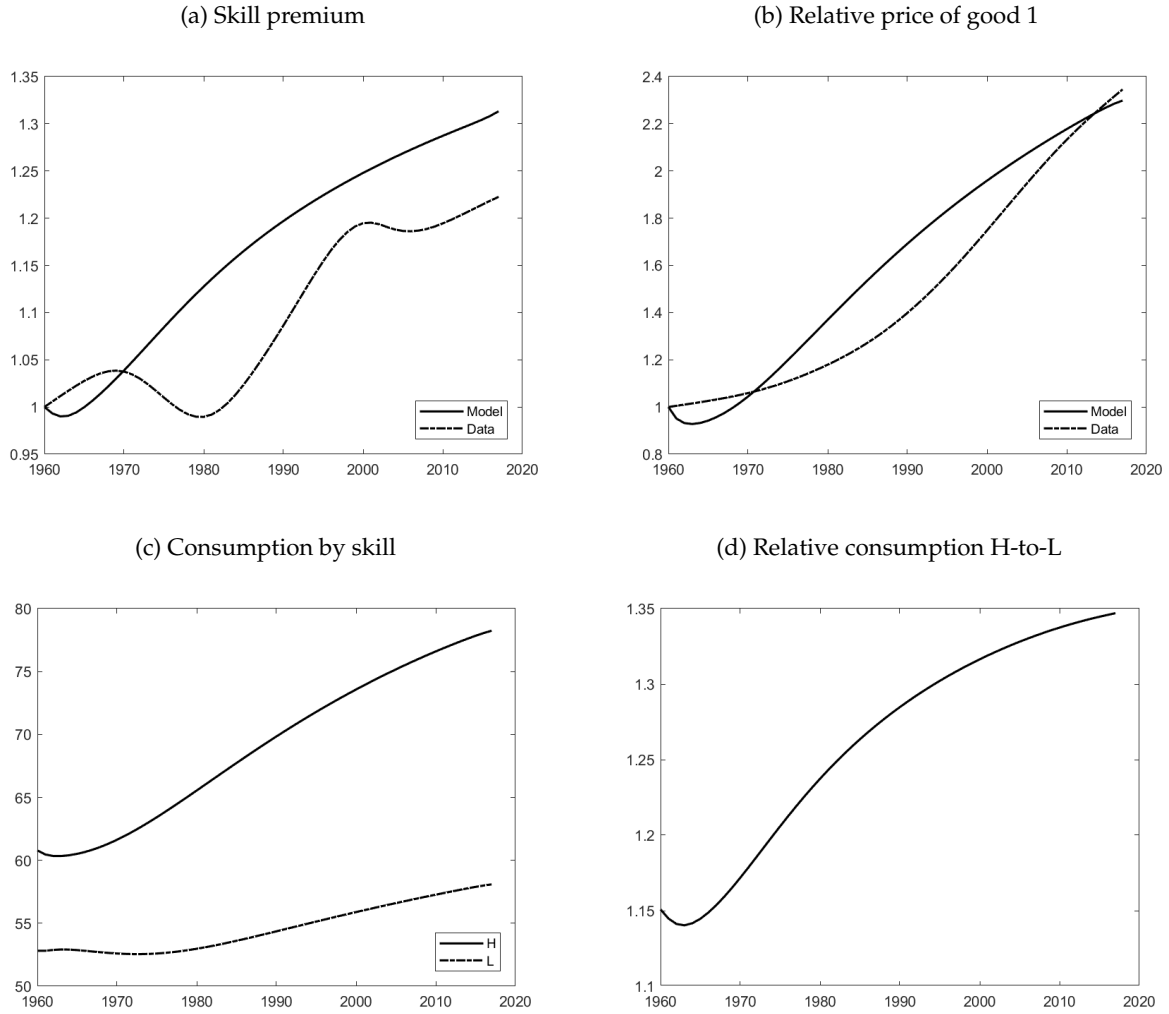 (a) Skill premium
1.35
1.3
1.25
1.2
1.15
1.1
1.05
1
0.95
1960 1970 1980 1990 2000 2010 2020
Model
Data
(b) Relative price of good 1
2.4
2.2
2
1.8
1.6
1.4
1.2
1
0.8
1960 1970 1980 1990 2000 2010 2020
Model
Data
(c) Consumption by skill
80
75
70
65
60
55
50
1960 1970 1980 1990 2000 2010 2020
H
L
(d) Relative consumption H-to-L
1.35
1.3
1.25
1.2
1.15
1.1
1960 1970 1980 1990 2000 2010 2020